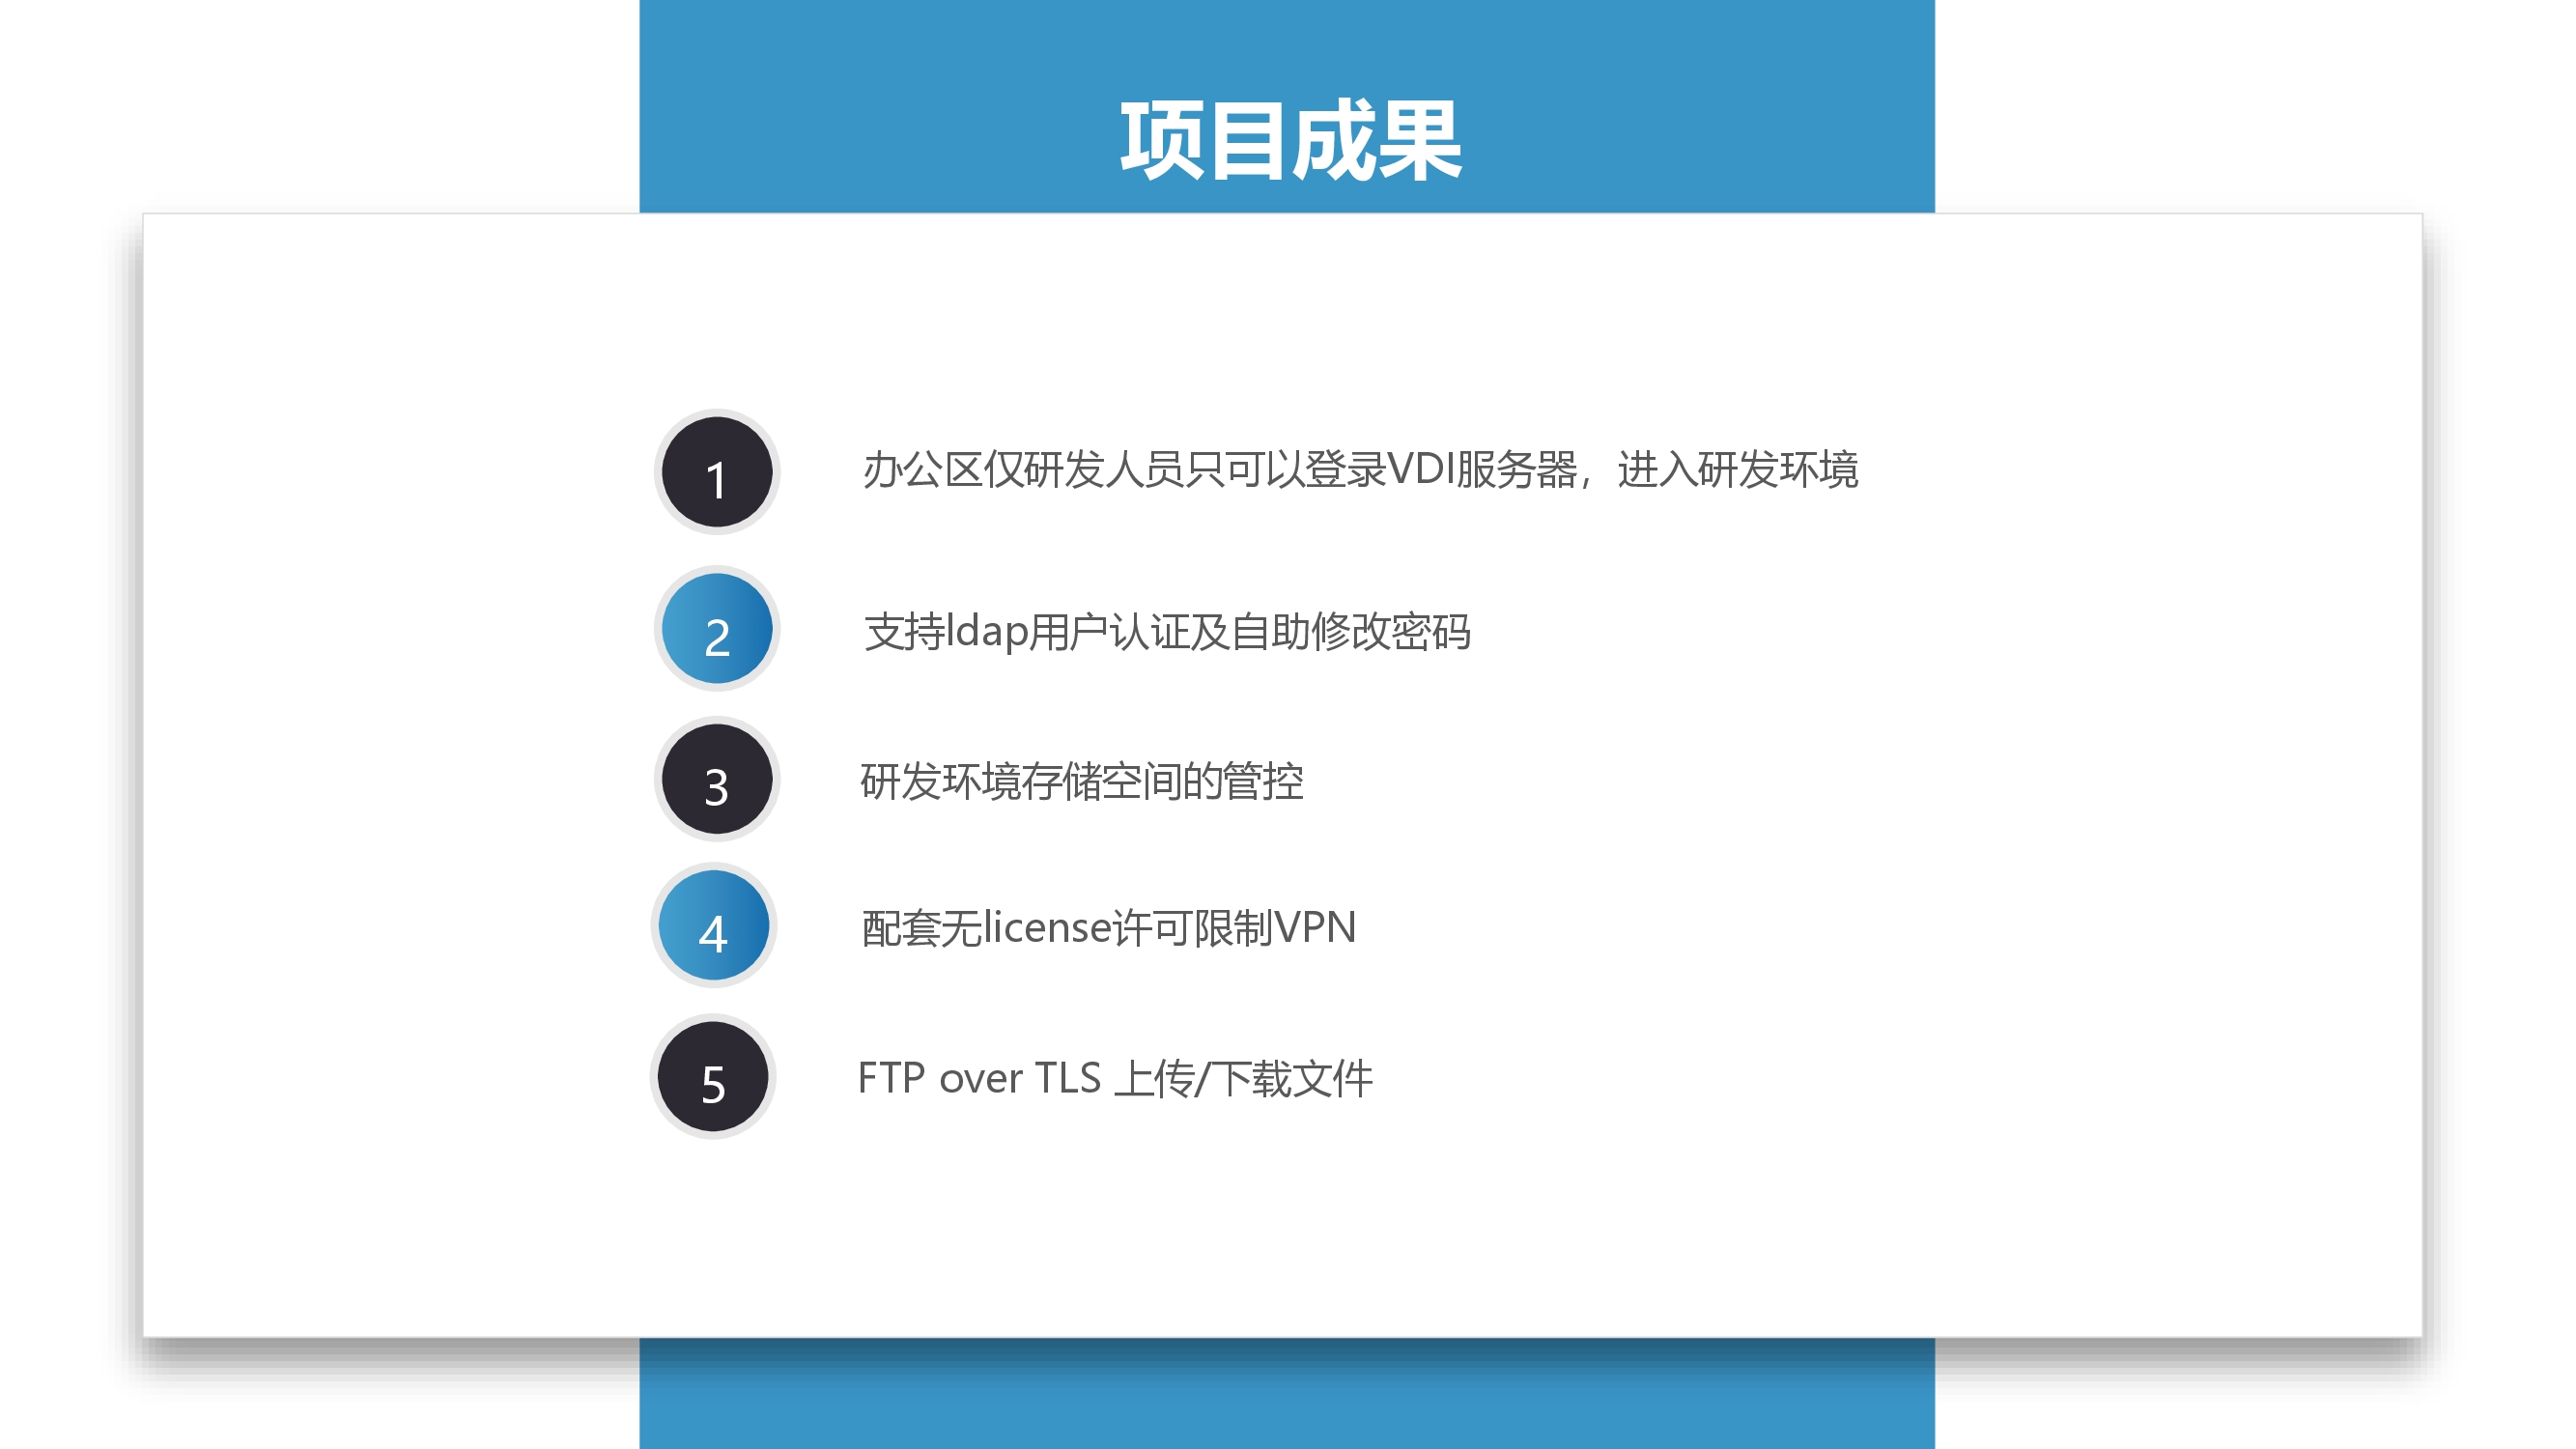 项目成果
1 办公区仅研发人员只可以登录VDI服务器，进入研发环境
2 支持ldap用户认证及自助修改密码
3 研发环境存储空间的管控
4 配套无license许可限制VPN
5 FTP over TLS 上传/下载文件